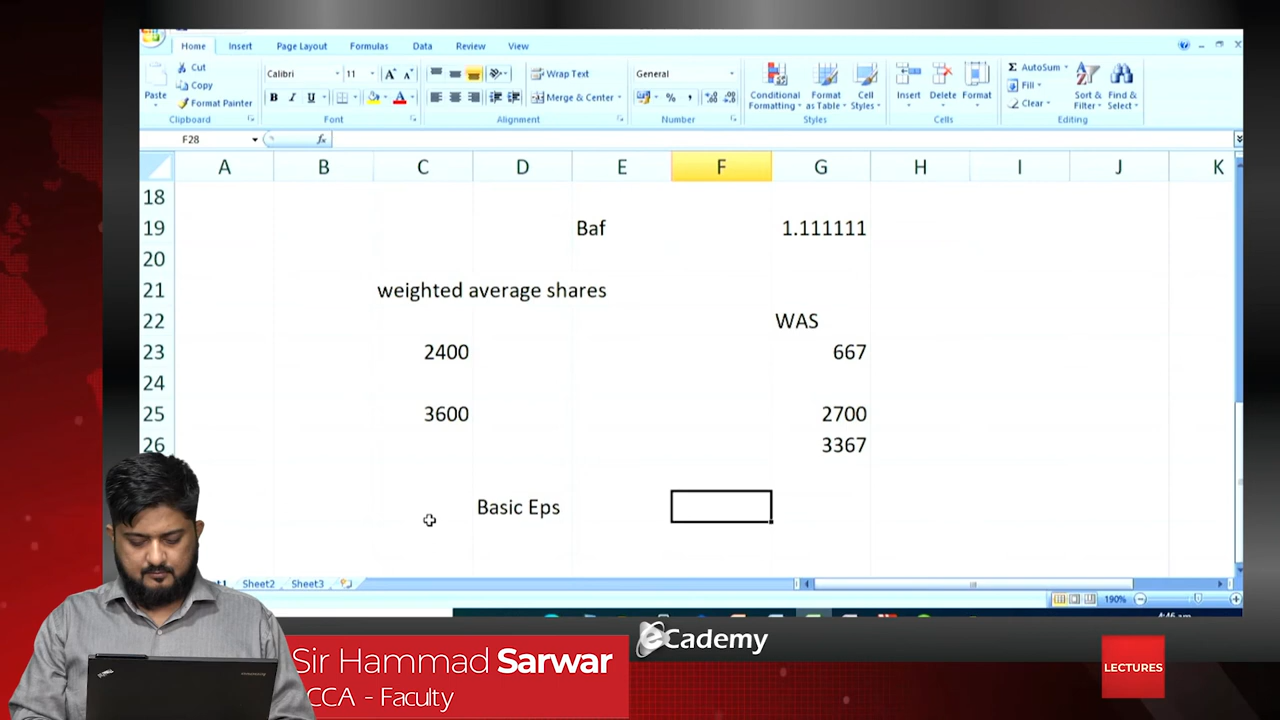 Home Insert Page Layout Formulas Data Review View
Cut
Copy
Format Painter
Paste
Clipboard
Calibri 11 A A
B I U
Font
Wrap Text
Merge & Center
Alignment
General
% ,
Number
Conditional Formatting
Format as Table
Cell Styles
Styles
Insert Delete Format
Cells
AutoSum
Fill
Clear
Sort & Filter
Find & Select
Editing
F28 fx
A B C D E F G H I J K
18
19 Baf 1.111111
20
21 weighted average shares
22 WAS
23 2400 667
24
25 3600 2700
26 3367
Basic Eps
Sheet2 Sheet3
190%
eCademy
Sir Hammad Sarwar
CCA - Faculty
LECTURES